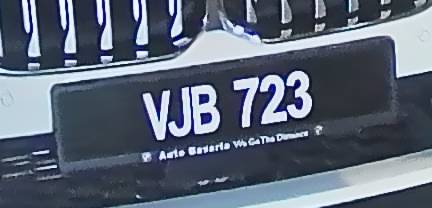 VJB 723
Auto Bavaria We Go The Distance